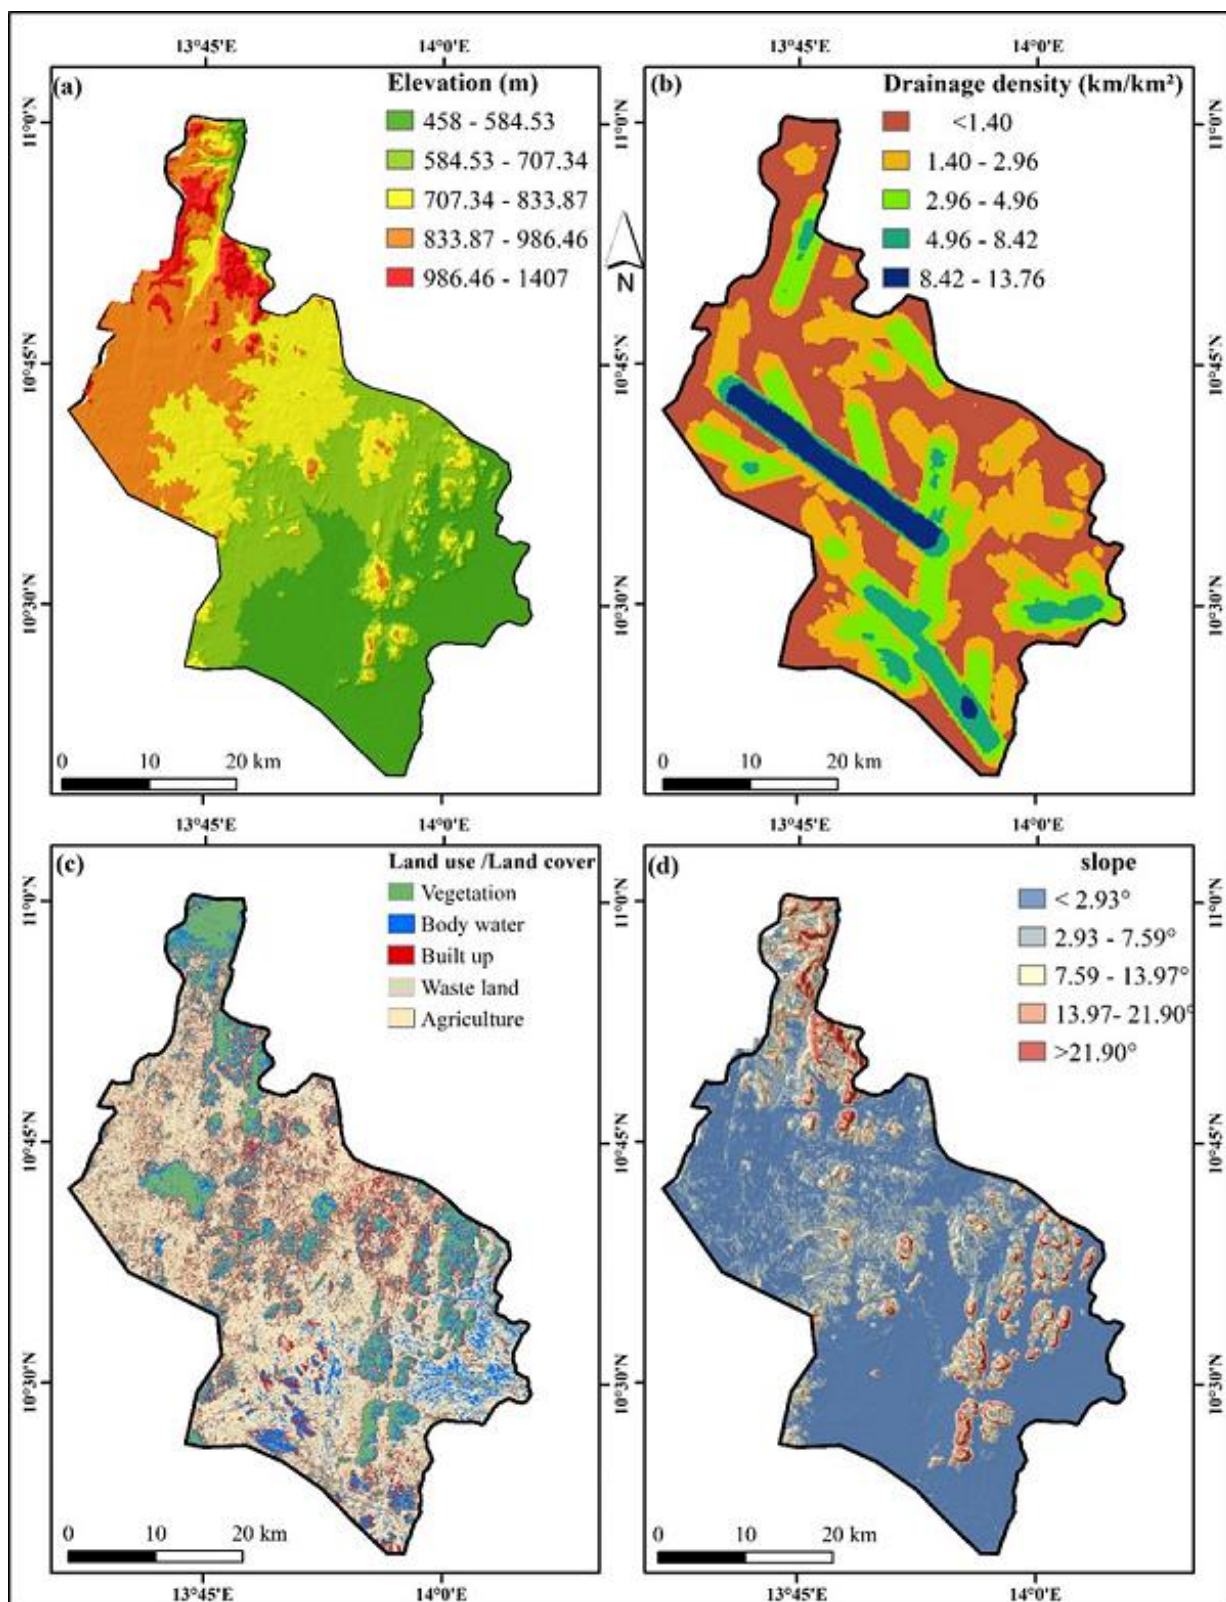 13°45'E 14°0'E 13°45'E 14°0'E
(a) Elevation (m)
458 - 584.53
584.53 - 707.34
707.34 - 833.87
833.87 - 986.46
986.46 - 1407
11°0'N
10°45'N
10°30'N
0 10 20 km
N
(b) Drainage density (km/km²)
<1.40
1.40 - 2.96
2.96 - 4.96
4.96 - 8.42
8.42 - 13.76
11°0'N
10°45'N
10°30'N
0 10 20 km
13°45'E 14°0'E 13°45'E 14°0'E
(c) Land use /Land cover
Vegetation
Body water
Built up
Waste land
Agriculture
11°0'N
10°45'N
10°30'N
0 10 20 km
(d) slope
< 2.93°
2.93 - 7.59°
7.59 - 13.97°
13.97- 21.90°
>21.90°
11°0'N
10°45'N
10°30'N
0 10 20 km
13°45'E 14°0'E 13°45'E 14°0'E